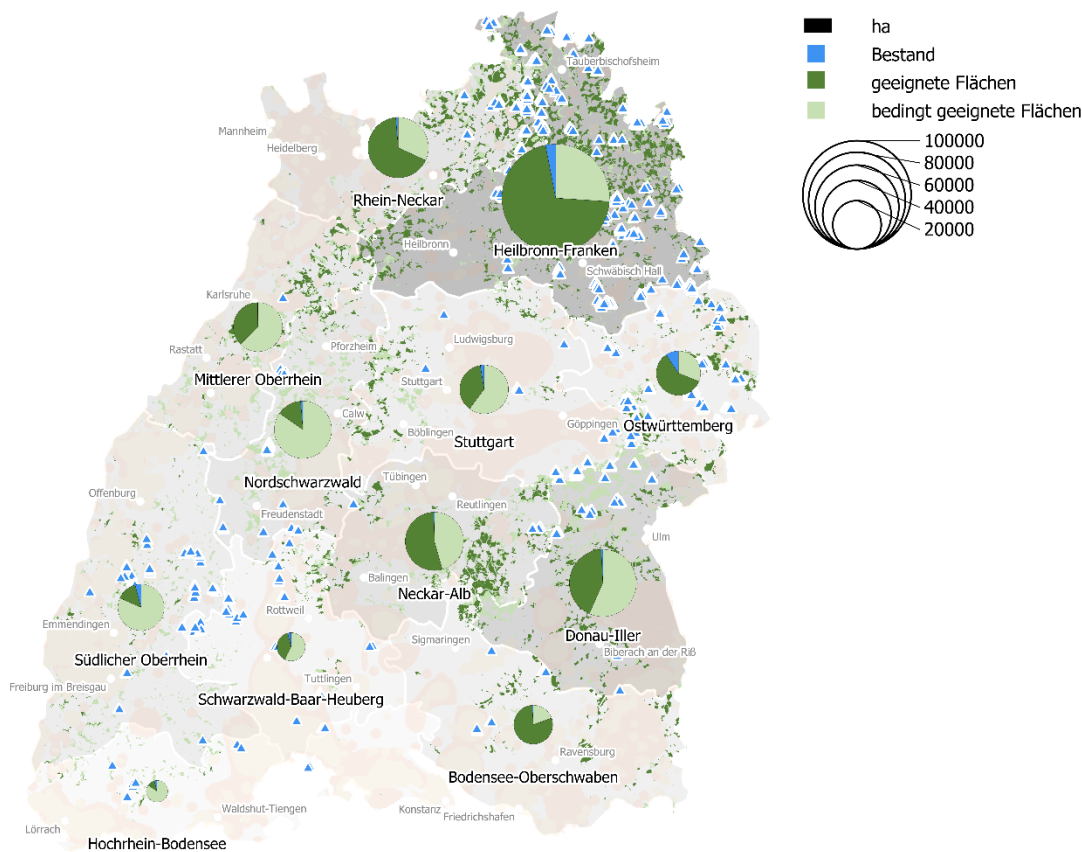 ha
Bestand
geeignete Flächen
bedingt geeignete Flächen
100000
80000
60000
40000
20000
Tauberbischofsheim
Mannheim
Heidelberg
Rhein-Neckar
Heilbronn
Heilbronn-Franken
Schwäbisch Hall
Karlsruhe
Rastatt
Pforzheim
Ludwigsburg
Mittlerer Oberrhein
Stuttgart
Calw
Böblingen
Stuttgart
Göppingen
Ostwürttemberg
Nordschwarzwald
Tübingen
Offenburg
Freudenstadt
Reutlingen
Ulm
Balingen
Neckar-Alb
Emmendingen
Rottweil
Sigmaringen
Donau-Iller
Biberach an der Riß
Südlicher Oberrhein
Freiburg im Breisgau
Tuttlingen
Schwarzwald-Baar-Heuberg
Ravensburg
Bodensee-Oberschwaben
Waldshut-Tiengen
Konstanz
Friedrichshafen
Lörrach
Hochrhein-Bodensee